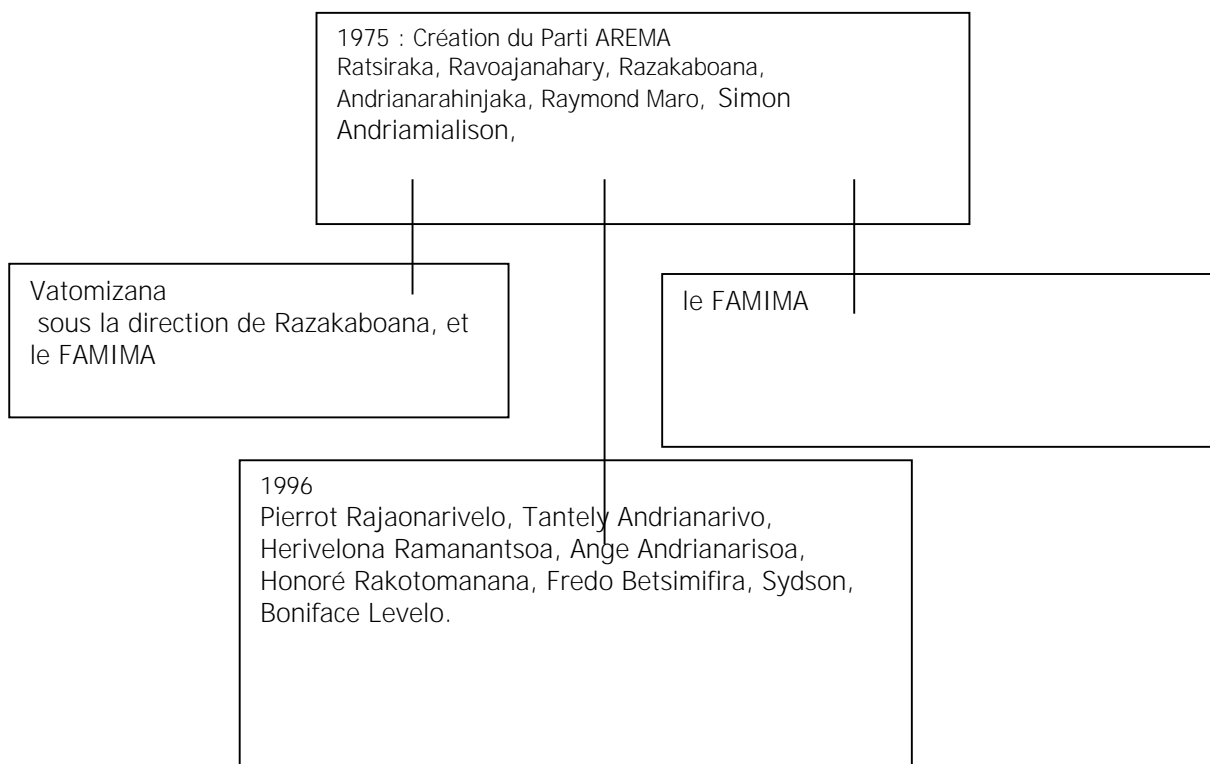 1975 : Création du Parti AREMA
Ratsiraka, Ravoajanahary, Razakaboana,
Andrianarahinjaka, Raymond Maro, Simon
Andriamialison,
Vatomizana
sous la direction de Razakaboana, et
le FAMIMA
le FAMIMA
1996
Pierrot Rajaonarivelo, Tantely Andrianarivo,
Herivelona Ramanantsoa, Ange Andrianarisoa,
Honoré Rakotomanana, Fredo Betsimifira, Sydson,
Boniface Levelo.